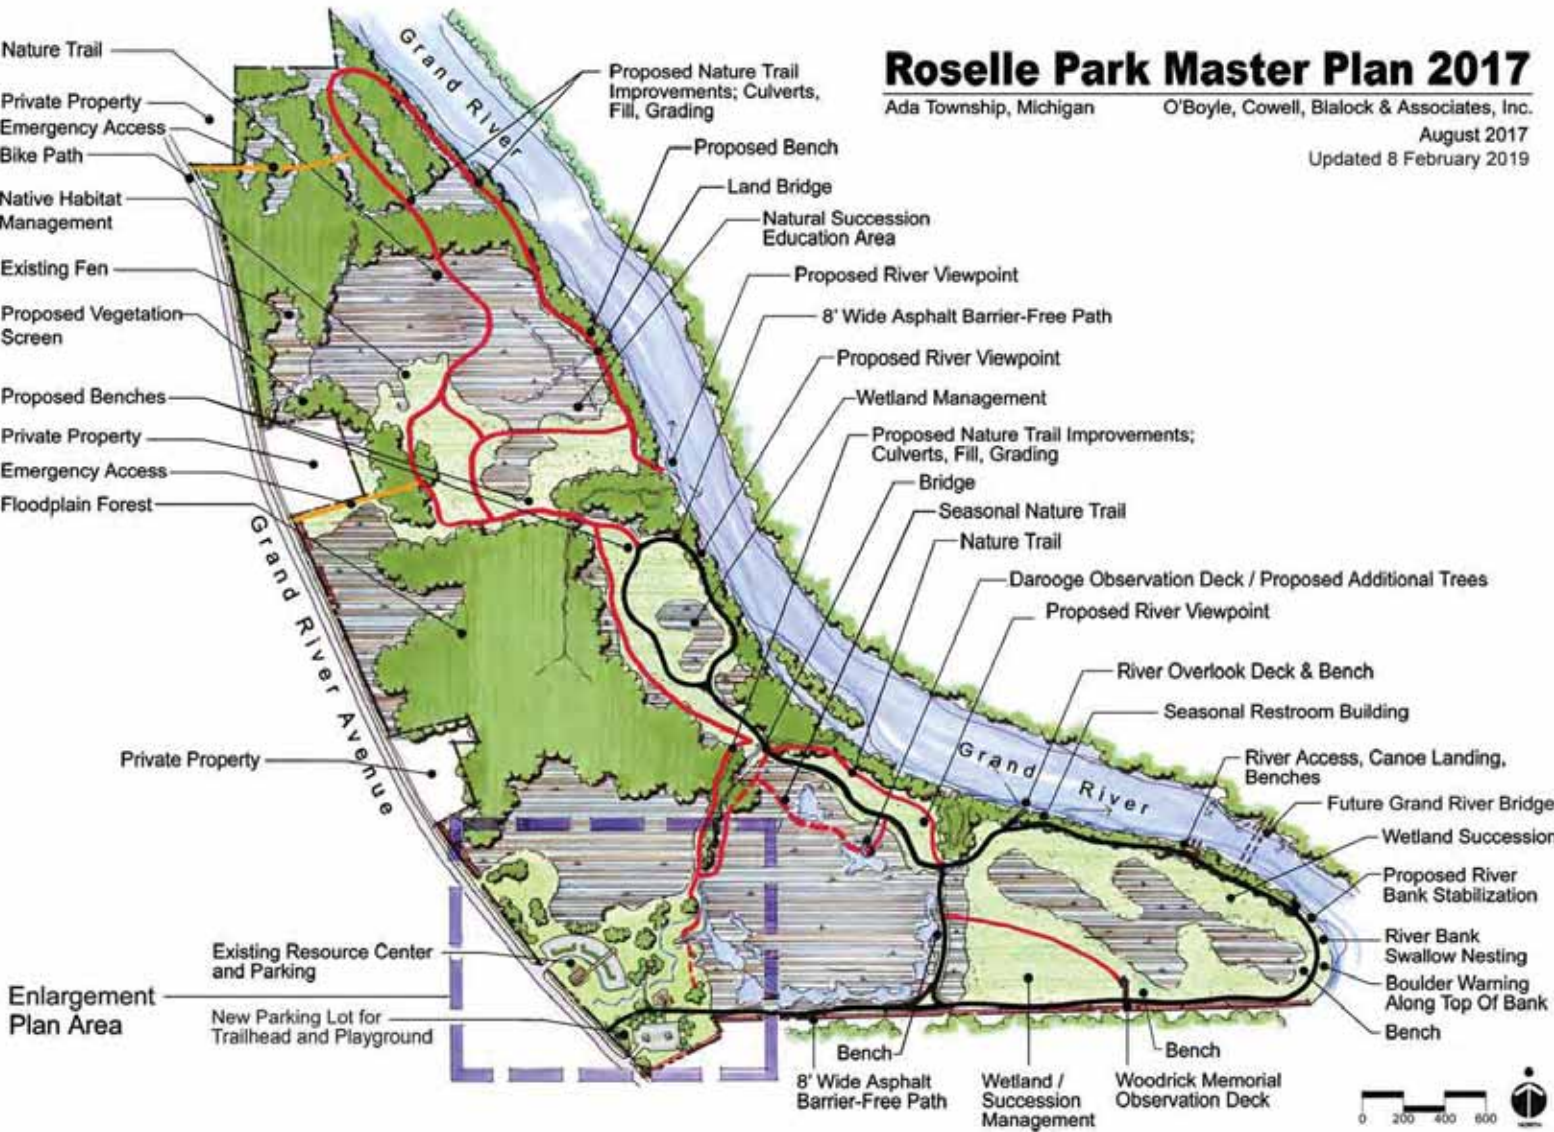 Roselle Park Master Plan 2017
Ada Township, Michigan
O'Boyle, Cowell, Blalock & Associates, Inc.
August 2017
Updated 8 February 2019
Nature Trail
Private Property
Emergency Access
Bike Path
Native Habitat
Management
Existing Fen
Proposed Vegetation
Screen
Proposed Benches
Private Property
Emergency Access
Floodplain Forest
Private Property
Existing Resource Center
and Parking
Enlargement
Plan Area
New Parking Lot for
Trailhead and Playground
Grand River Avenue
Grand River
Proposed Nature Trail
Improvements; Culverts,
Fill, Grading
Proposed Bench
Land Bridge
Natural Succession
Education Area
Proposed River Viewpoint
8' Wide Asphalt Barrier-Free Path
Proposed River Viewpoint
Wetland Management
Proposed Nature Trail Improvements;
Culverts, Fill, Grading
Bridge
Seasonal Nature Trail
Nature Trail
Darooge Observation Deck / Proposed Additional Trees
Proposed River Viewpoint
River Overlook Deck & Bench
Seasonal Restroom Building
Grand River
River Access, Canoe Landing,
Benches
Future Grand River Bridge
Wetland Succession
Proposed River
Bank Stabilization
River Bank
Swallow Nesting
Boulder Warning
Along Top Of Bank
Bench
Bench
Bench
8' Wide Asphalt
Barrier-Free Path
Wetland /
Succession
Management
Woodrick Memorial
Observation Deck
0 200 400 600
NORTH